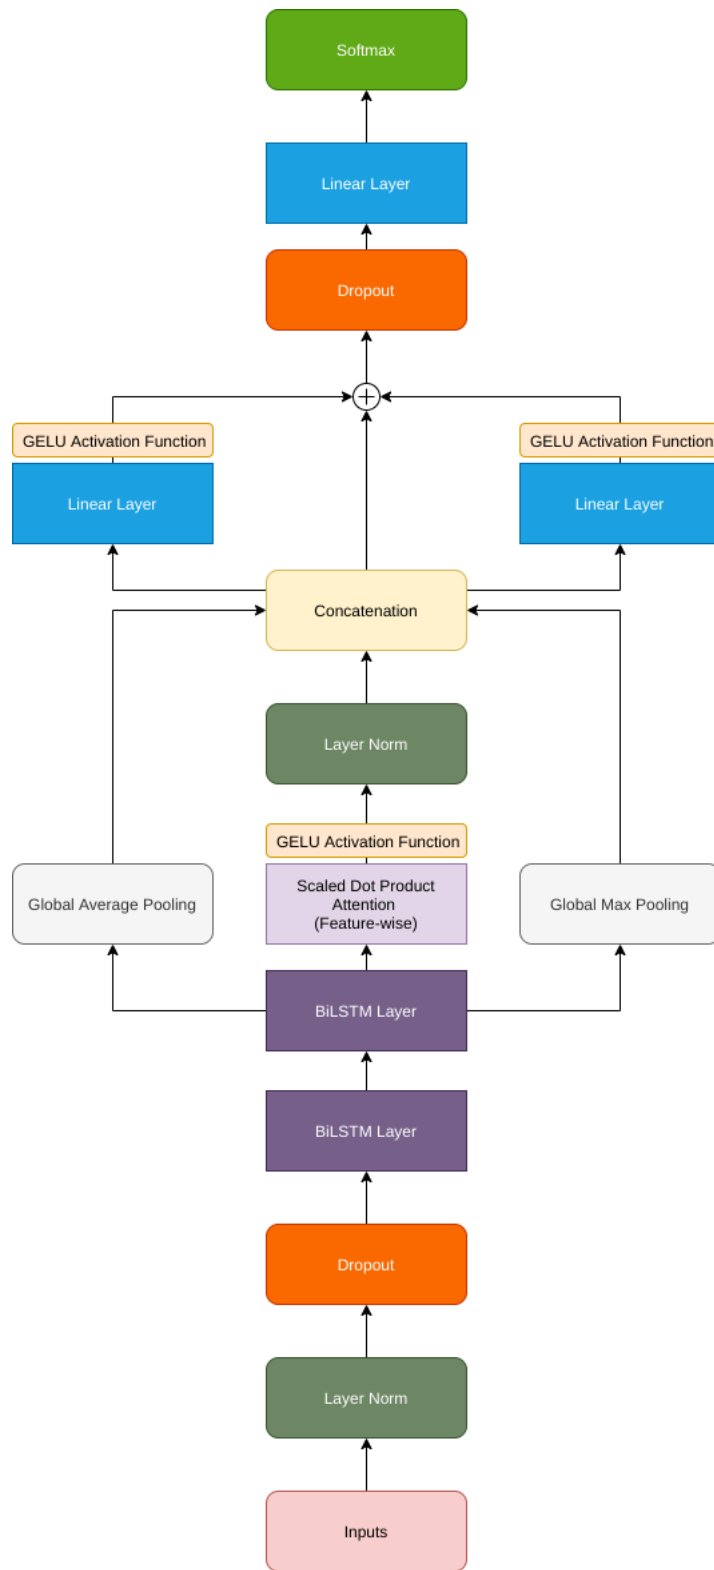 Softmax
Linear Layer
Dropout
GELU Activation Function
GELU Activation Function
Linear Layer
Linear Layer
Concatenation
Layer Norm
GELU Activation Function
Global Average Pooling
Scaled Dot Product
Attention
(Feature-wise)
Global Max Pooling
BiLSTM Layer
BiLSTM Layer
Dropout
Layer Norm
Inputs